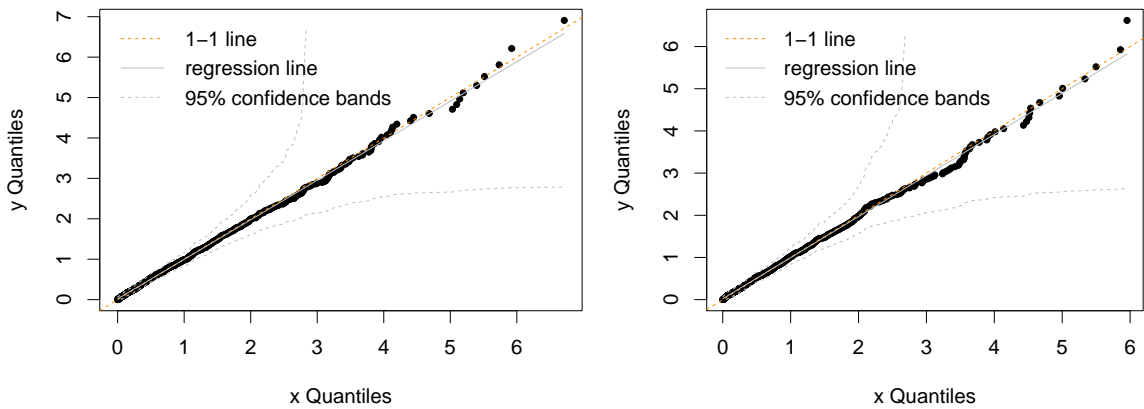 1−1 line
regression line
95% confidence bands
y Quantiles
0 1 2 3 4 5 6 7
0 1 2 3 4 5 6
x Quantiles
1−1 line
regression line
95% confidence bands
y Quantiles
0 1 2 3 4 5 6
0 1 2 3 4 5 6
x Quantiles